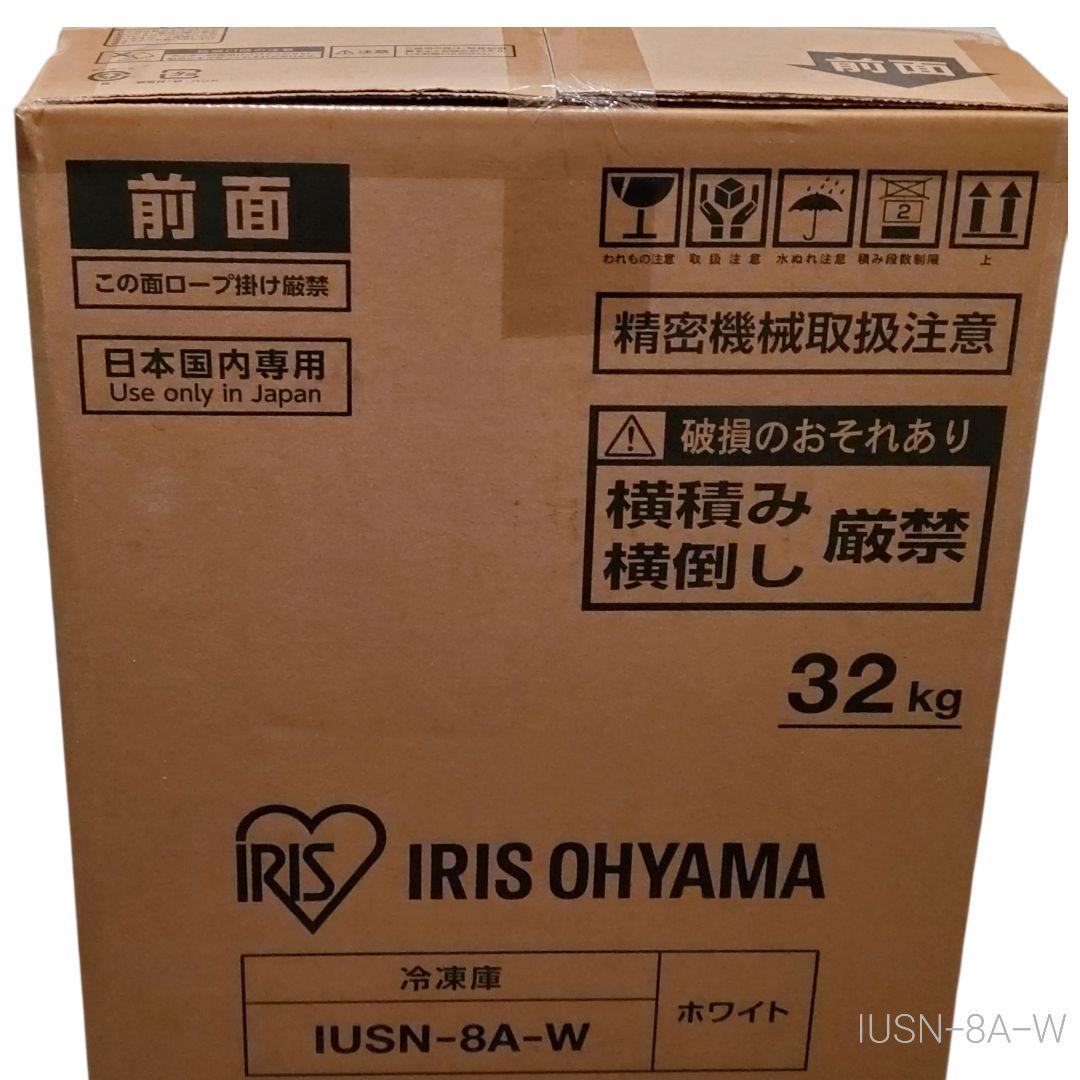 注意
前面
前面
この面ロープ掛け厳禁
日本国内専用
Use only in Japan
2
われもの注意 取扱注意 水ぬれ注意 積み段数制限 上
精密機械取扱注意
破損のおそれあり
横積み
横倒し
厳禁
32kg
IRIS
IRIS OHYAMA
冷凍庫
IUSN-8A-W
ホワイト
IUSN-8A-W